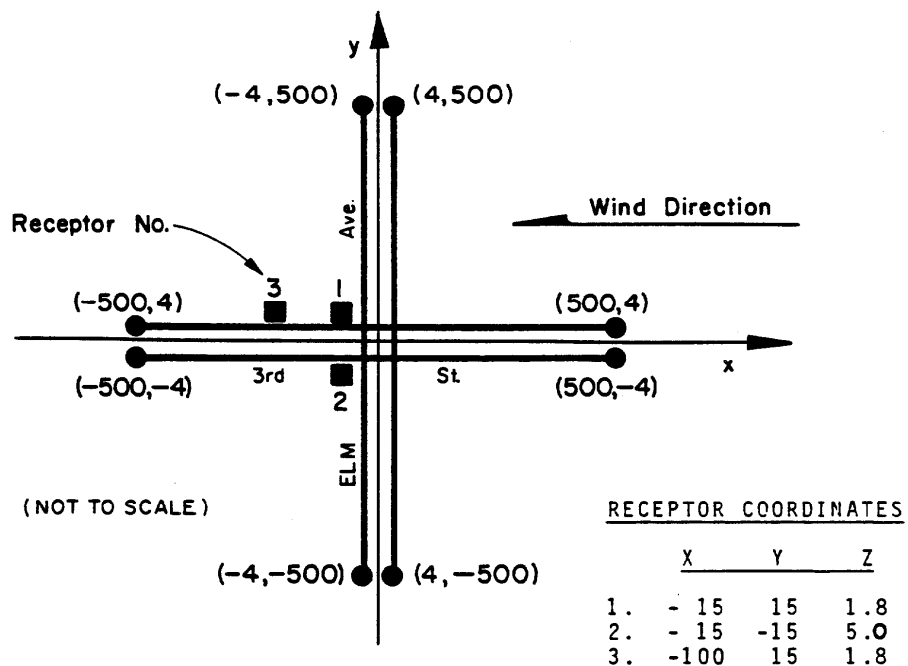 y
(-4,500)
(4,500)
Ave.
Wind Direction
Receptor No.
3
1
(-500,4)
(500,4)
x
3rd
St.
(-500,-4)
(500,-4)
2
ELM
(NOT TO SCALE)
(-4,-500)
(4,-500)
RECEPTOR COORDINATES
X Y Z
1. - 15 15 1.8
2. - 15 -15 5.0
3. -100 15 1.8